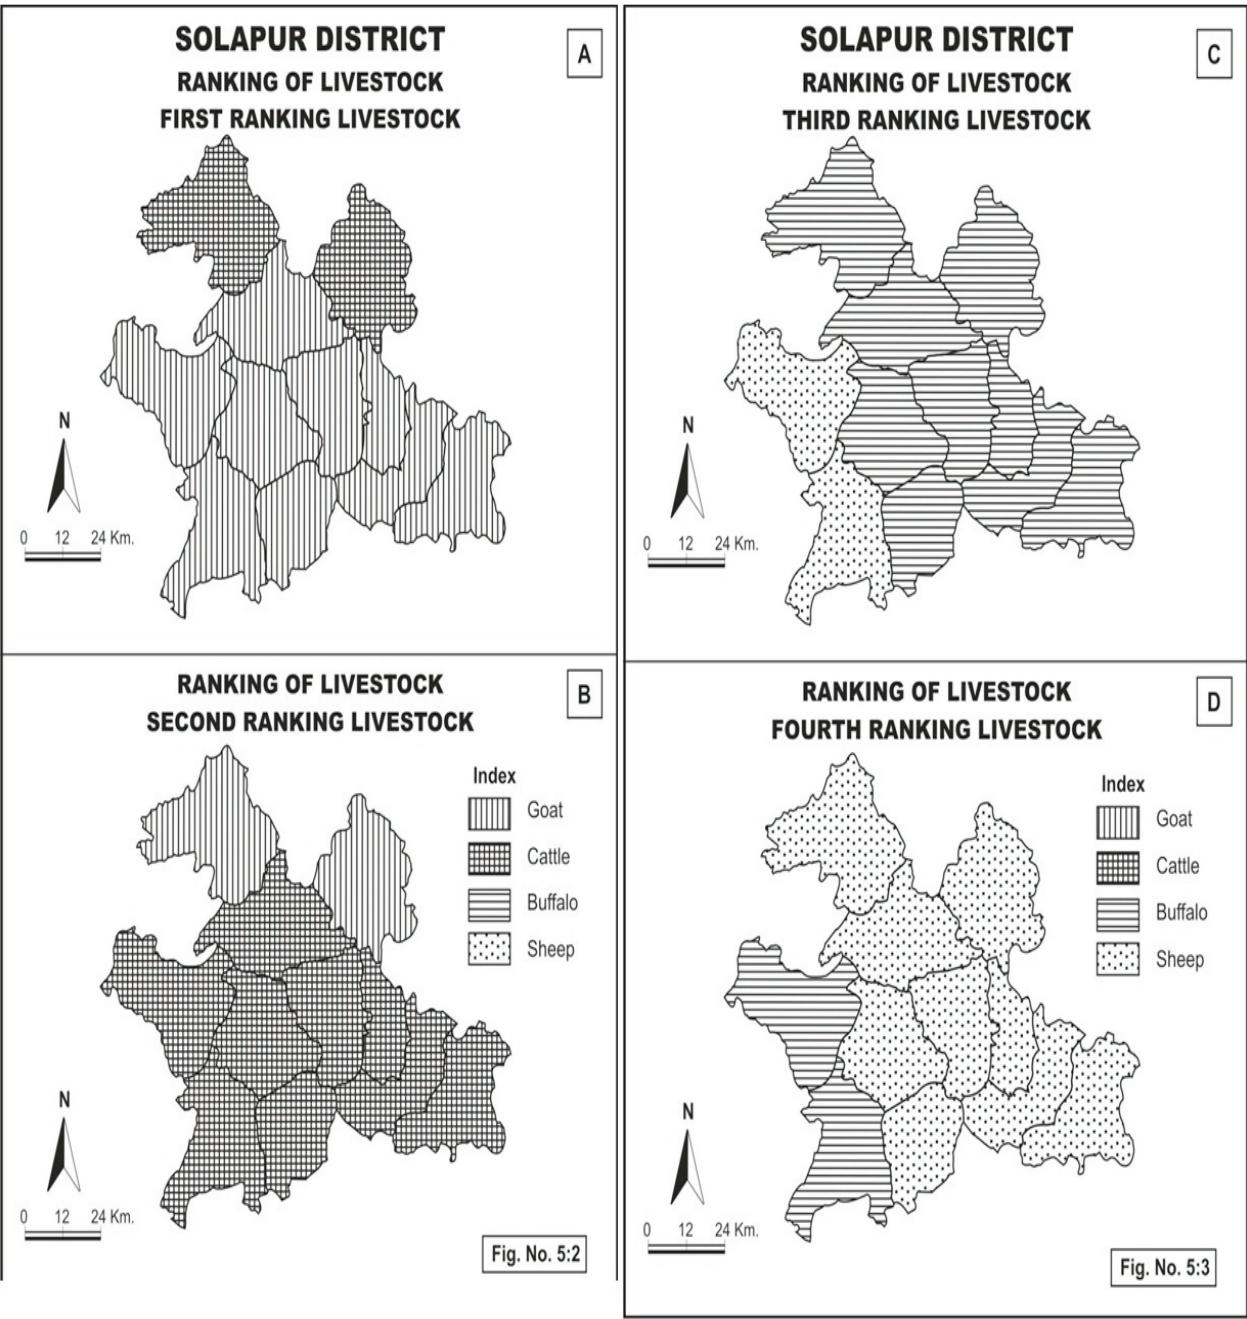 SOLAPUR DISTRICT
A
RANKING OF LIVESTOCK
FIRST RANKING LIVESTOCK
N
0 12 24 Km.
RANKING OF LIVESTOCK
B
SECOND RANKING LIVESTOCK
Index
Goat
Cattle
Buffalo
Sheep
N
0 12 24 Km.
Fig. No. 5:2
SOLAPUR DISTRICT
C
RANKING OF LIVESTOCK
THIRD RANKING LIVESTOCK
N
0 12 24 Km.
RANKING OF LIVESTOCK
D
FOURTH RANKING LIVESTOCK
Index
Goat
Cattle
Buffalo
Sheep
N
0 12 24 Km.
Fig. No. 5:3